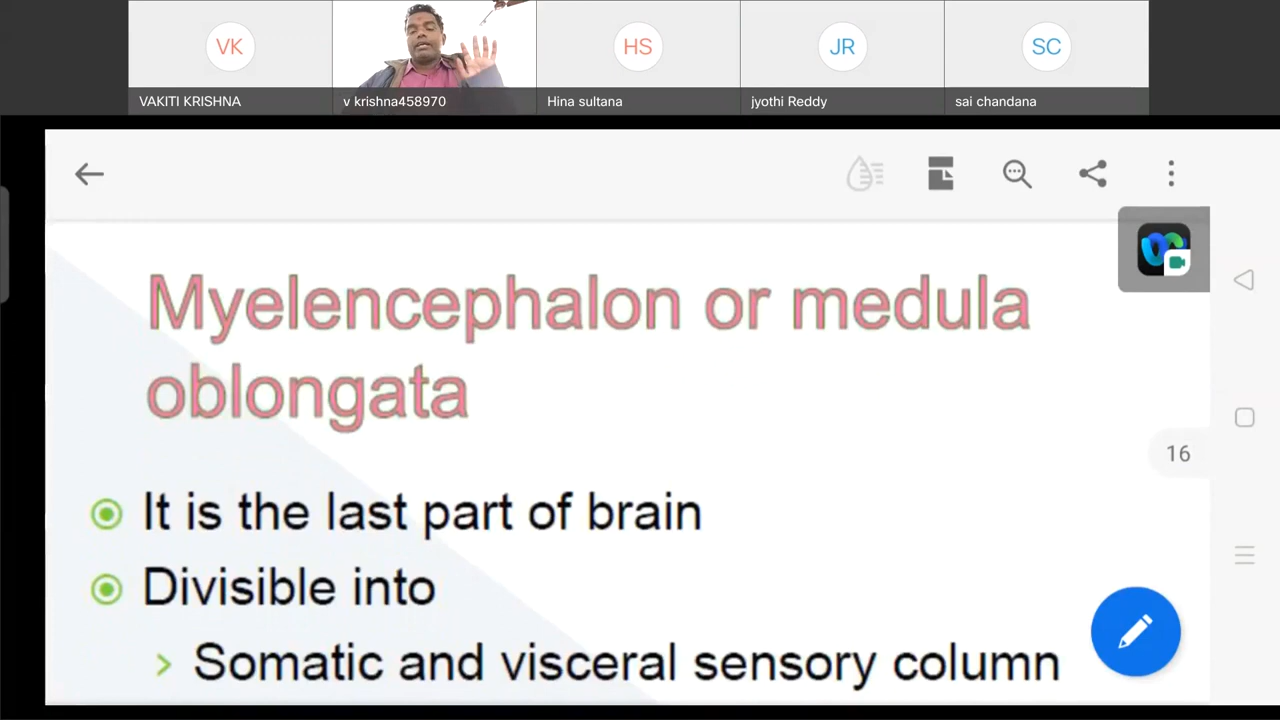 VK
HS
JR
SC
VAKITI KRISHNA
v krishna458970
Hina sultana
jyothi Reddy
sai chandana
Myelencephalon or medula
oblongata
16
It is the last part of brain
Divisible into
Somatic and visceral sensory column